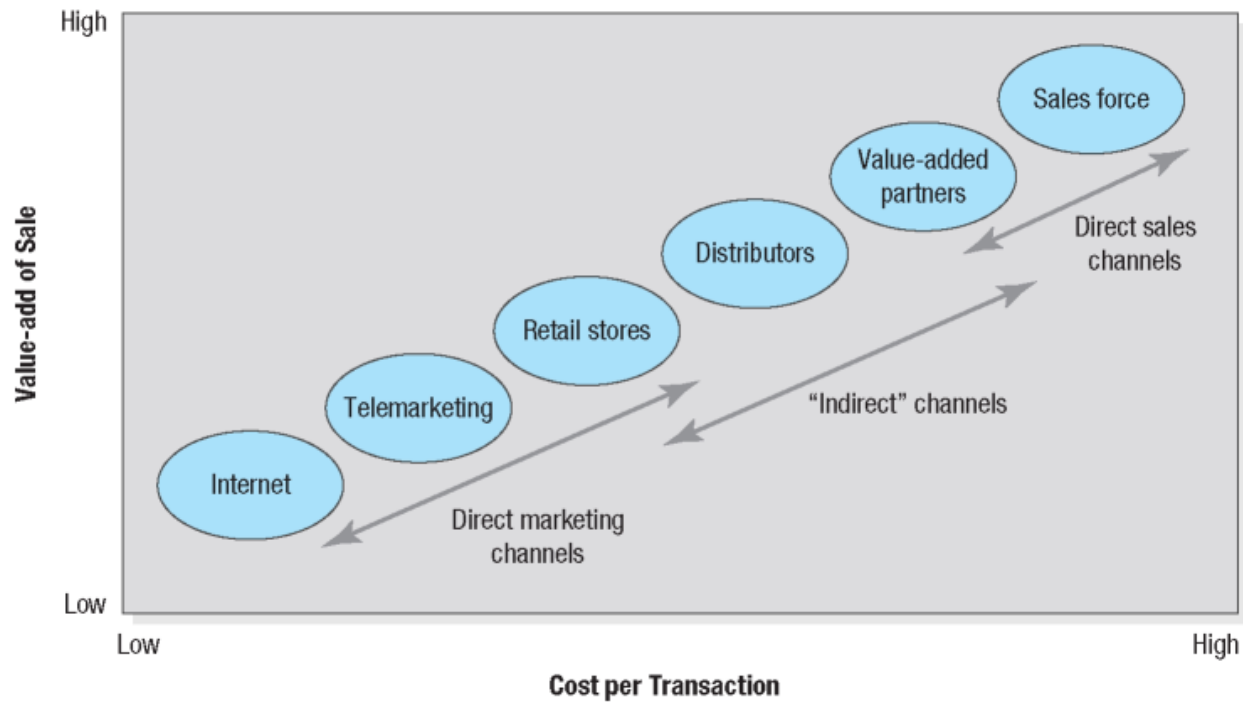 High
Sales force
Value-added
partners
Direct sales
channels
Distributors
Value-add of Sale
Retail stores
"Indirect" channels
Telemarketing
Internet
Direct marketing
channels
Low
Low
High
Cost per Transaction